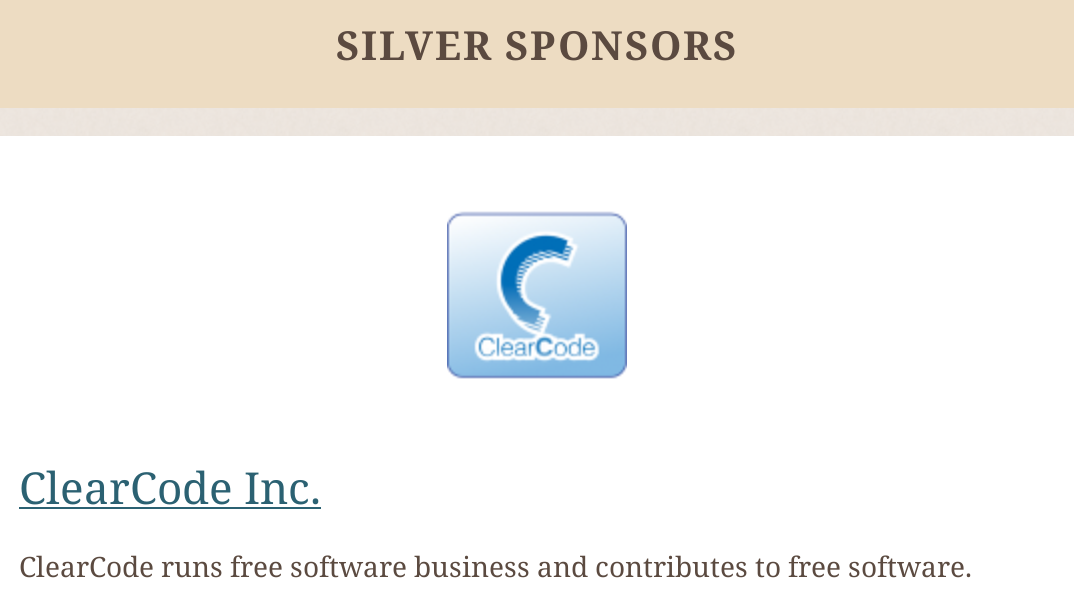 SILVER SPONSORS
ClearCode
ClearCode Inc.
ClearCode runs free software business and contributes to free software.